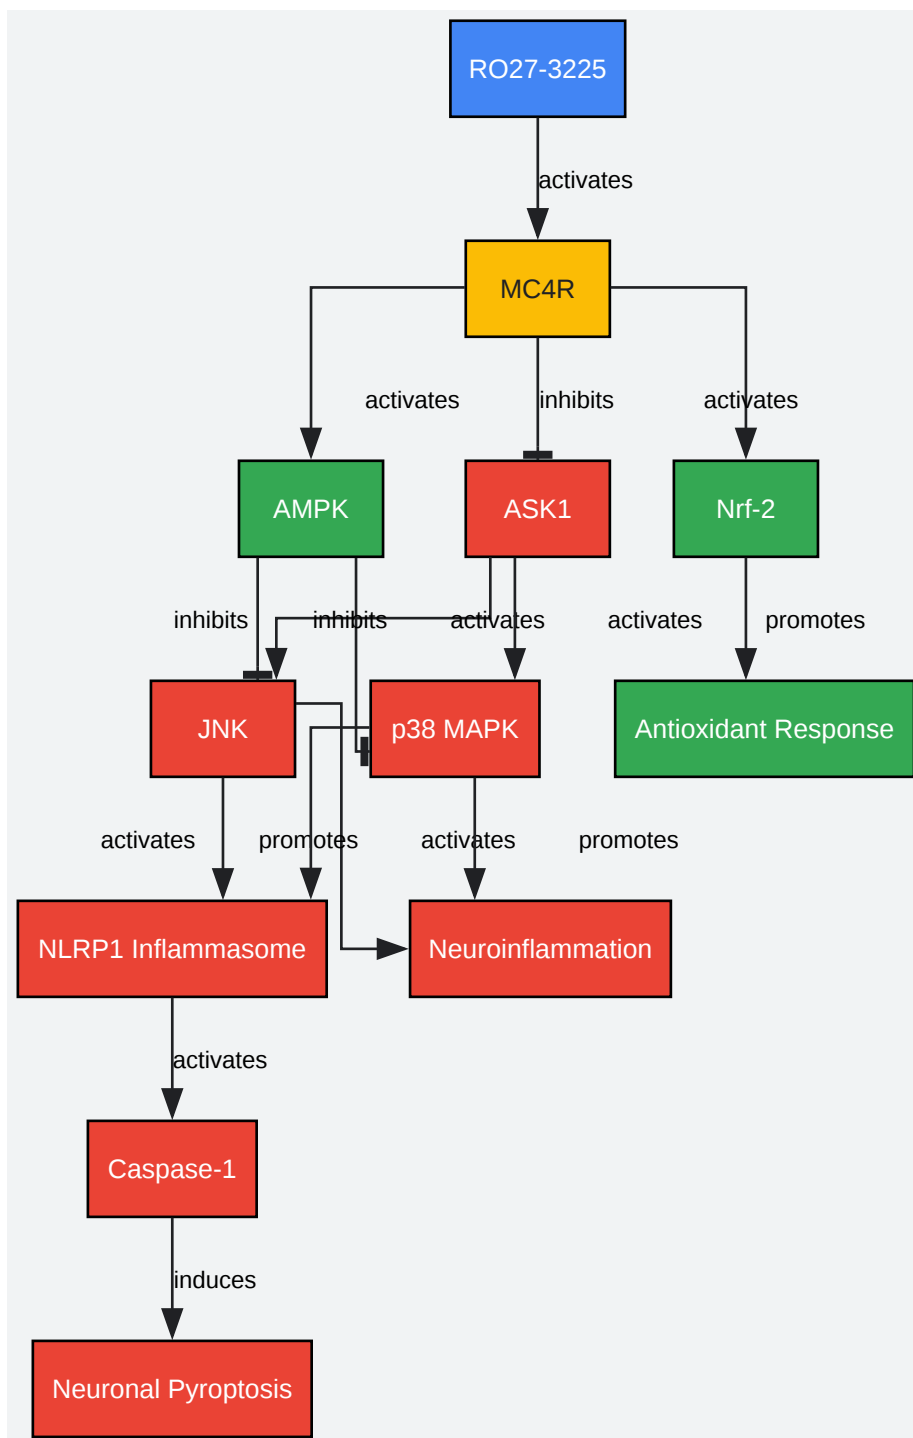 RO27-3225
activates
MC4R
activates
inhibits
activates
AMPK
ASK1
Nrf-2
inhibits
inhibits
activates
activates
promotes
JNK
p38 MAPK
Antioxidant Response
activates
promotes
activates
promotes
NLRP1 Inflammasome
Neuroinflammation
activates
Caspase-1
induces
Neuronal Pyroptosis